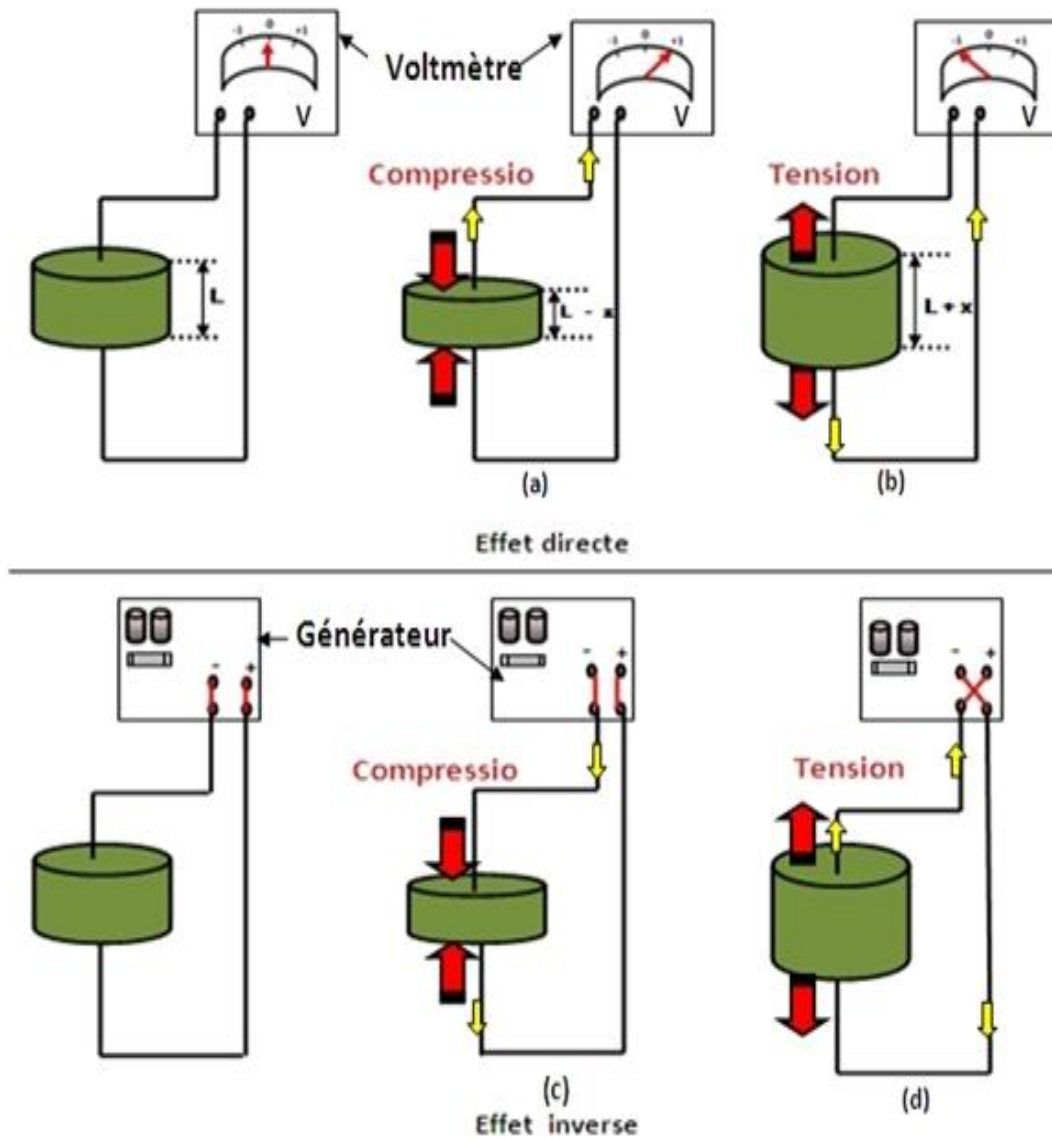 -1 0 +1
V
Voltmètre
-1 0 +1
V
-1 0 +1
V
Compressio
Tension
L
L - x
L + x
(a)
(b)
Effet directe
Générateur
- +
- +
- +
Compressio
Tension
(c)
(d)
Effet inverse